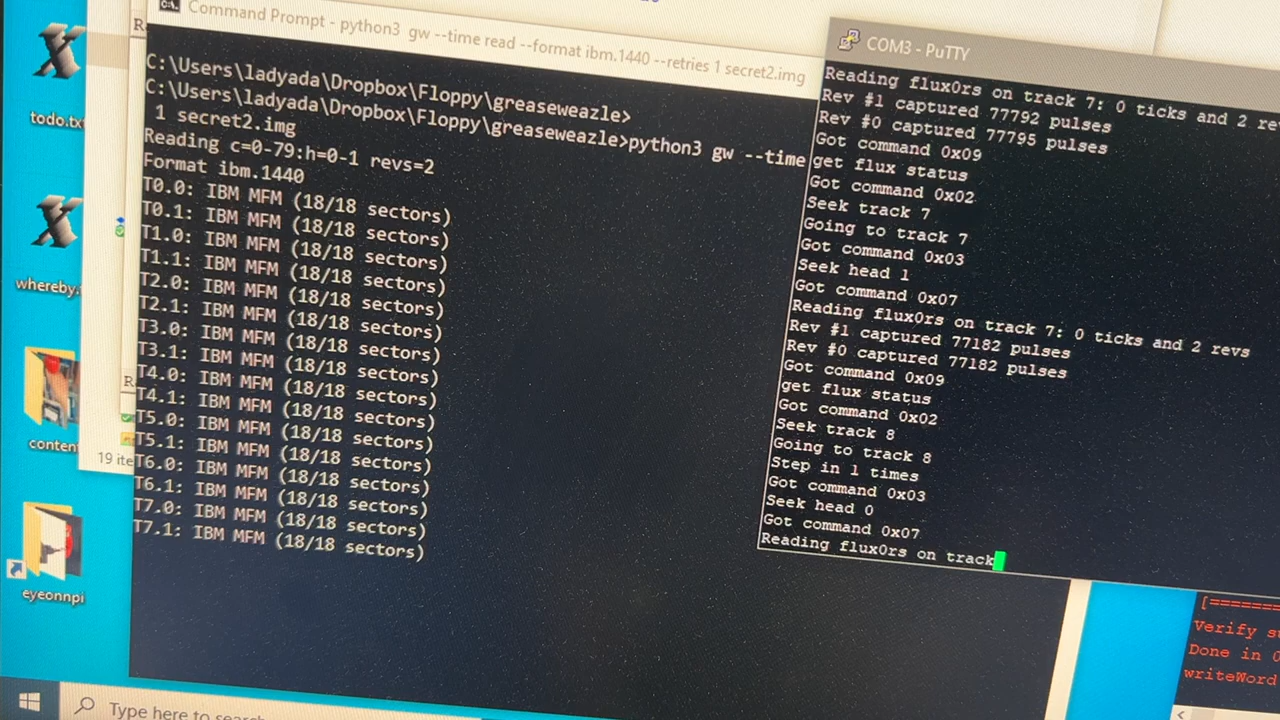 todo.txt
whereby.
conten
eyeonnpi
19 ite
Command Prompt - python3 gw --time read --format ibm.1440 --retries 1 secret2.img
C:\Users\ladyada\Dropbox\Floppy\greaseweazle>
C:\Users\ladyada\Dropbox\Floppy\greaseweazle>python3 gw --time
1 secret2.img
Reading c=0-79:h=0-1 revs=2
Format ibm.1440
T0.0: IBM MFM (18/18 sectors)
T0.1: IBM MFM (18/18 sectors)
T1.0: IBM MFM (18/18 sectors)
T1.1: IBM MFM (18/18 sectors)
T2.0: IBM MFM (18/18 sectors)
T2.1: IBM MFM (18/18 sectors)
T3.0: IBM MFM (18/18 sectors)
T3.1: IBM MFM (18/18 sectors)
T4.0: IBM MFM (18/18 sectors)
T4.1: IBM MFM (18/18 sectors)
T5.0: IBM MFM (18/18 sectors)
T5.1: IBM MFM (18/18 sectors)
T6.0: IBM MFM (18/18 sectors)
T6.1: IBM MFM (18/18 sectors)
T7.0: IBM MFM (18/18 sectors)
T7.1: IBM MFM (18/18 sectors)
COM3 - PuTTY
Reading flux0rs on track 7: 0 ticks and 2 re
Rev #1 captured 77792 pulses
Rev #0 captured 77795 pulses
Got command 0x09
get flux status
Got command 0x02
Seek track 7
Going to track 7
Got command 0x03
Seek head 1
Got command 0x07
Reading flux0rs on track 7: 0 ticks and 2 revs
Rev #1 captured 77182 pulses
Rev #0 captured 77182 pulses
Got command 0x09
get flux status
Got command 0x02
Seek track 8
Going to track 8
Step in 1 times
Got command 0x03
Seek head 0
Got command 0x07
Reading flux0rs on track
[=======
Verify s
Done in 0
writeWord
Type here to search